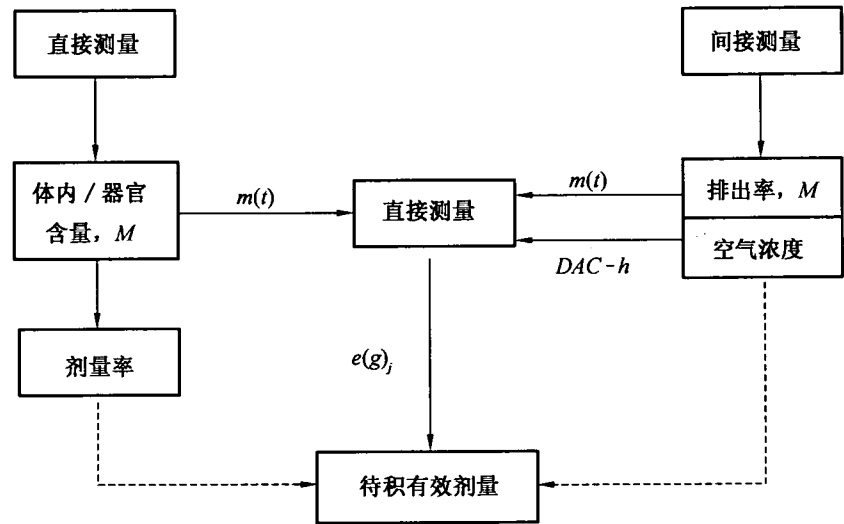 直接测量
间接测量
体内/器官
含量，M
m(t)
直接测量
m(t)
排出率，M
空气浓度
DAC-h
剂量率
e(g)j
待积有效剂量